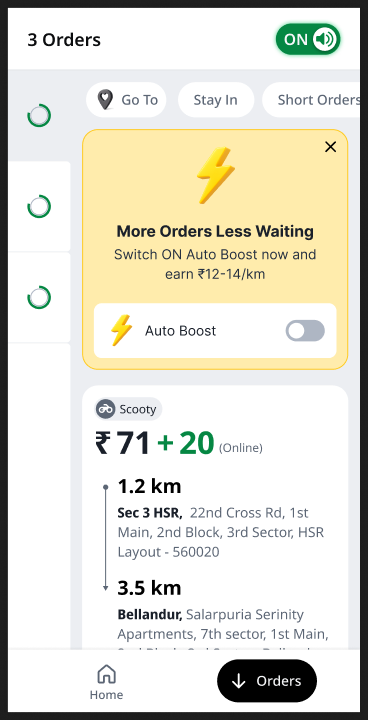 3 Orders
ON
Go To
Stay In
Short Orders
More Orders Less Waiting
Switch ON Auto Boost now and
earn ₹12-14/km
Auto Boost
Scooty
₹ 71 + 20 (Online)
1.2 km
Sec 3 HSR, 22nd Cross Rd, 1st
Main, 2nd Block, 3rd Sector, HSR
Layout - 560020
3.5 km
Bellandur, Salarpuria Serinity
Apartments, 7th sector, 1st Main,
Home
Orders